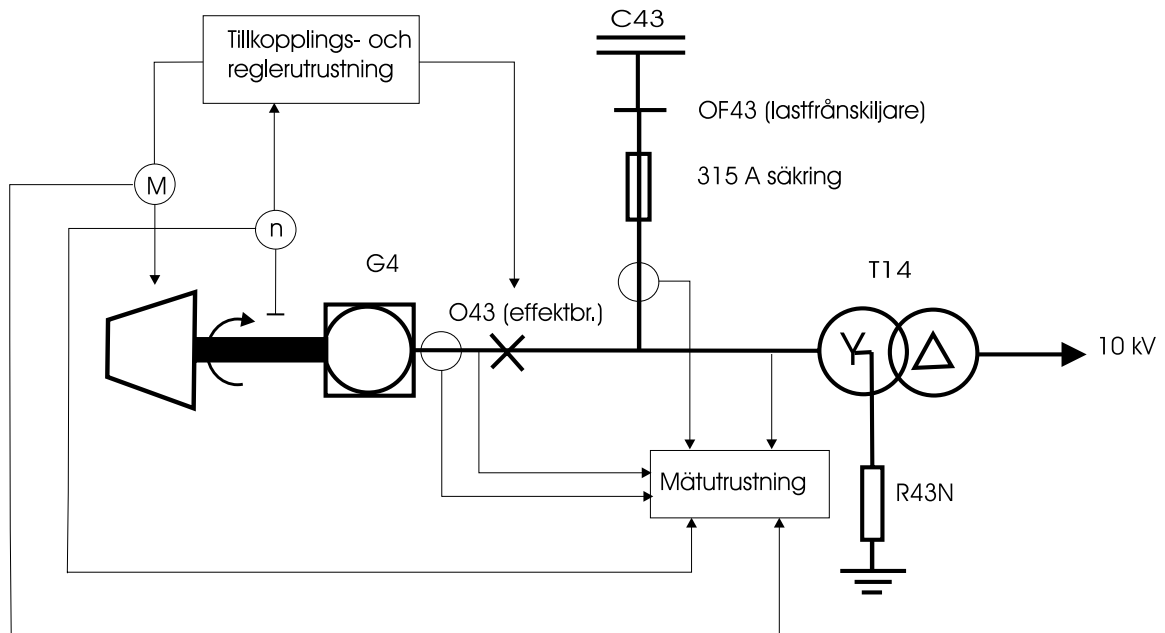 C43
Tillkopplings- och
reglerutrustning
OF43 (lastfrånskiljare)
315 A säkring
M
n
G4
T14
O43 (effektbr.)
Y
Δ
10 kV
Mätutrustning
R43N